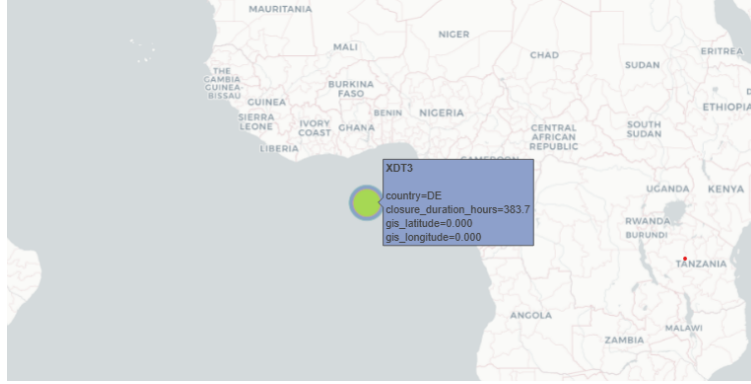 MAURITANIA
NIGER
MALI
CHAD
ERITREA
SUDAN
THE
GAMBIA
GUINEA-
BISSAU
BURKINA
FASO
GUINEA
BENIN
NIGERIA
ETHIOPIA
SIERRA
LEONE
IVORY
COAST
GHANA
CENTRAL
AFRICAN
REPUBLIC
SOUTH
SUDAN
LIBERIA
CAMEROON
XDT3
country=DE
closure_duration_hours=383.7
gis_latitude=0.000
gis_longitude=0.000
UGANDA
KENYA
RWANDA
BURUNDI
TANZANIA
ANGOLA
MALAWI
ZAMBIA